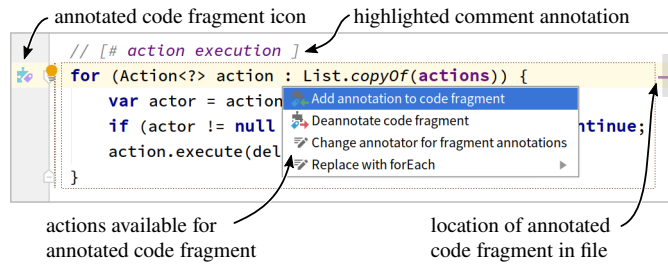 annotated code fragment icon
highlighted comment annotation
// [# action execution ]
for (Action<?> action : List.copyOf(actions)) {
var actor = action
if (actor != null
ntinue;
action.execute(del
}
Add annotation to code fragment
Deannotate code fragment
Change annotator for fragment annotations
Replace with forEach
actions available for
annotated code fragment
location of annotated
code fragment in file